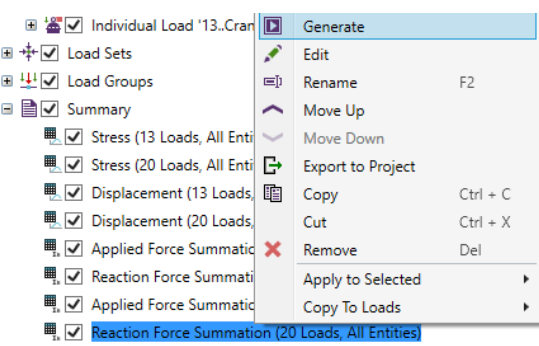 Individual Load '13..Cran
Load Sets
Load Groups
Summary
Stress (13 Loads, All Enti
Stress (20 Loads, All Enti
Displacement (13 Loads,
Displacement (20 Loads,
Applied Force Summatic
Reaction Force Summati
Applied Force Summatic
Reaction Force Summation (20 Loads, All Entities)
Generate
Edit
Rename F2
Move Up
Move Down
Export to Project
Copy Ctrl + C
Cut Ctrl + X
Remove Del
Apply to Selected
Copy To Loads